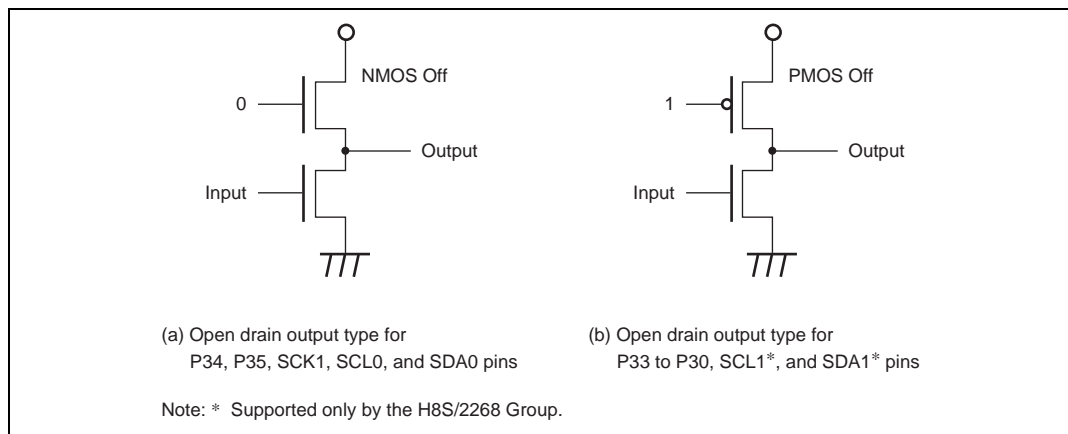 NMOS Off
0
Output
Input
PMOS Off
1
Output
Input
(a) Open drain output type for
P34, P35, SCK1, SCL0, and SDA0 pins
(b) Open drain output type for
P33 to P30, SCL1*, and SDA1* pins
Note: * Supported only by the H8S/2268 Group.